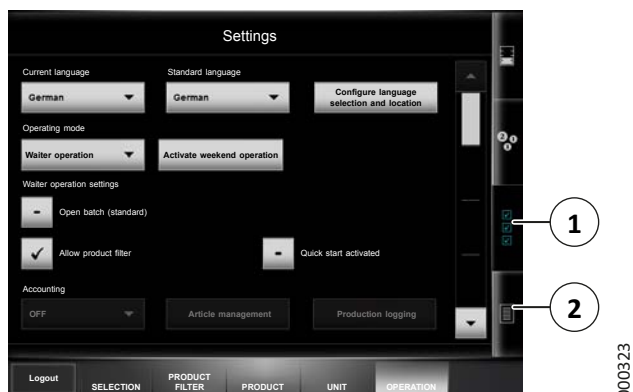 Settings
Current language
Standard language
German
German
Configure language
selection and location
Operating mode
Waiter operation
Activate weekend operation
Waiter operation settings
Open batch (standard)
Allow product filter
Quick start activated
Accounting
OFF
Article management
Production logging
Logout
SELECTION
PRODUCT
FILTER
PRODUCT
UNIT
OPERATION
1
2